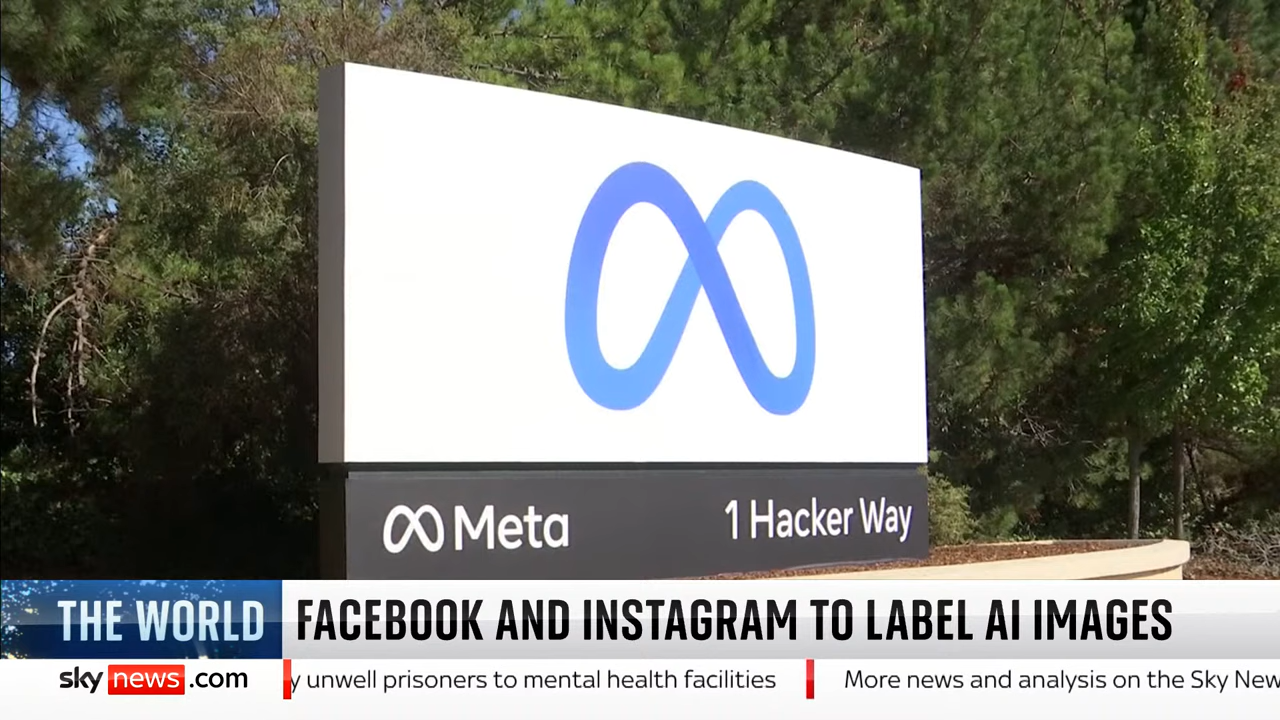 Meta
1 Hacker Way
THE WORLD
FACEBOOK AND INSTAGRAM TO LABEL AI IMAGES
sky news.com
unwell prisoners to mental health facilities
More news and analysis on the Sky